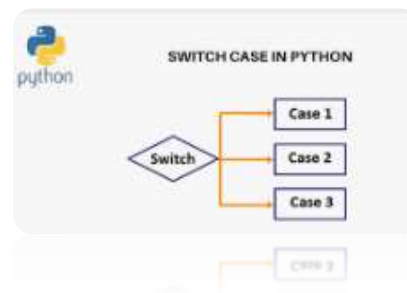 python
SWITCH CASE IN PYTHON
Case 1
Switch
Case 2
Case 3